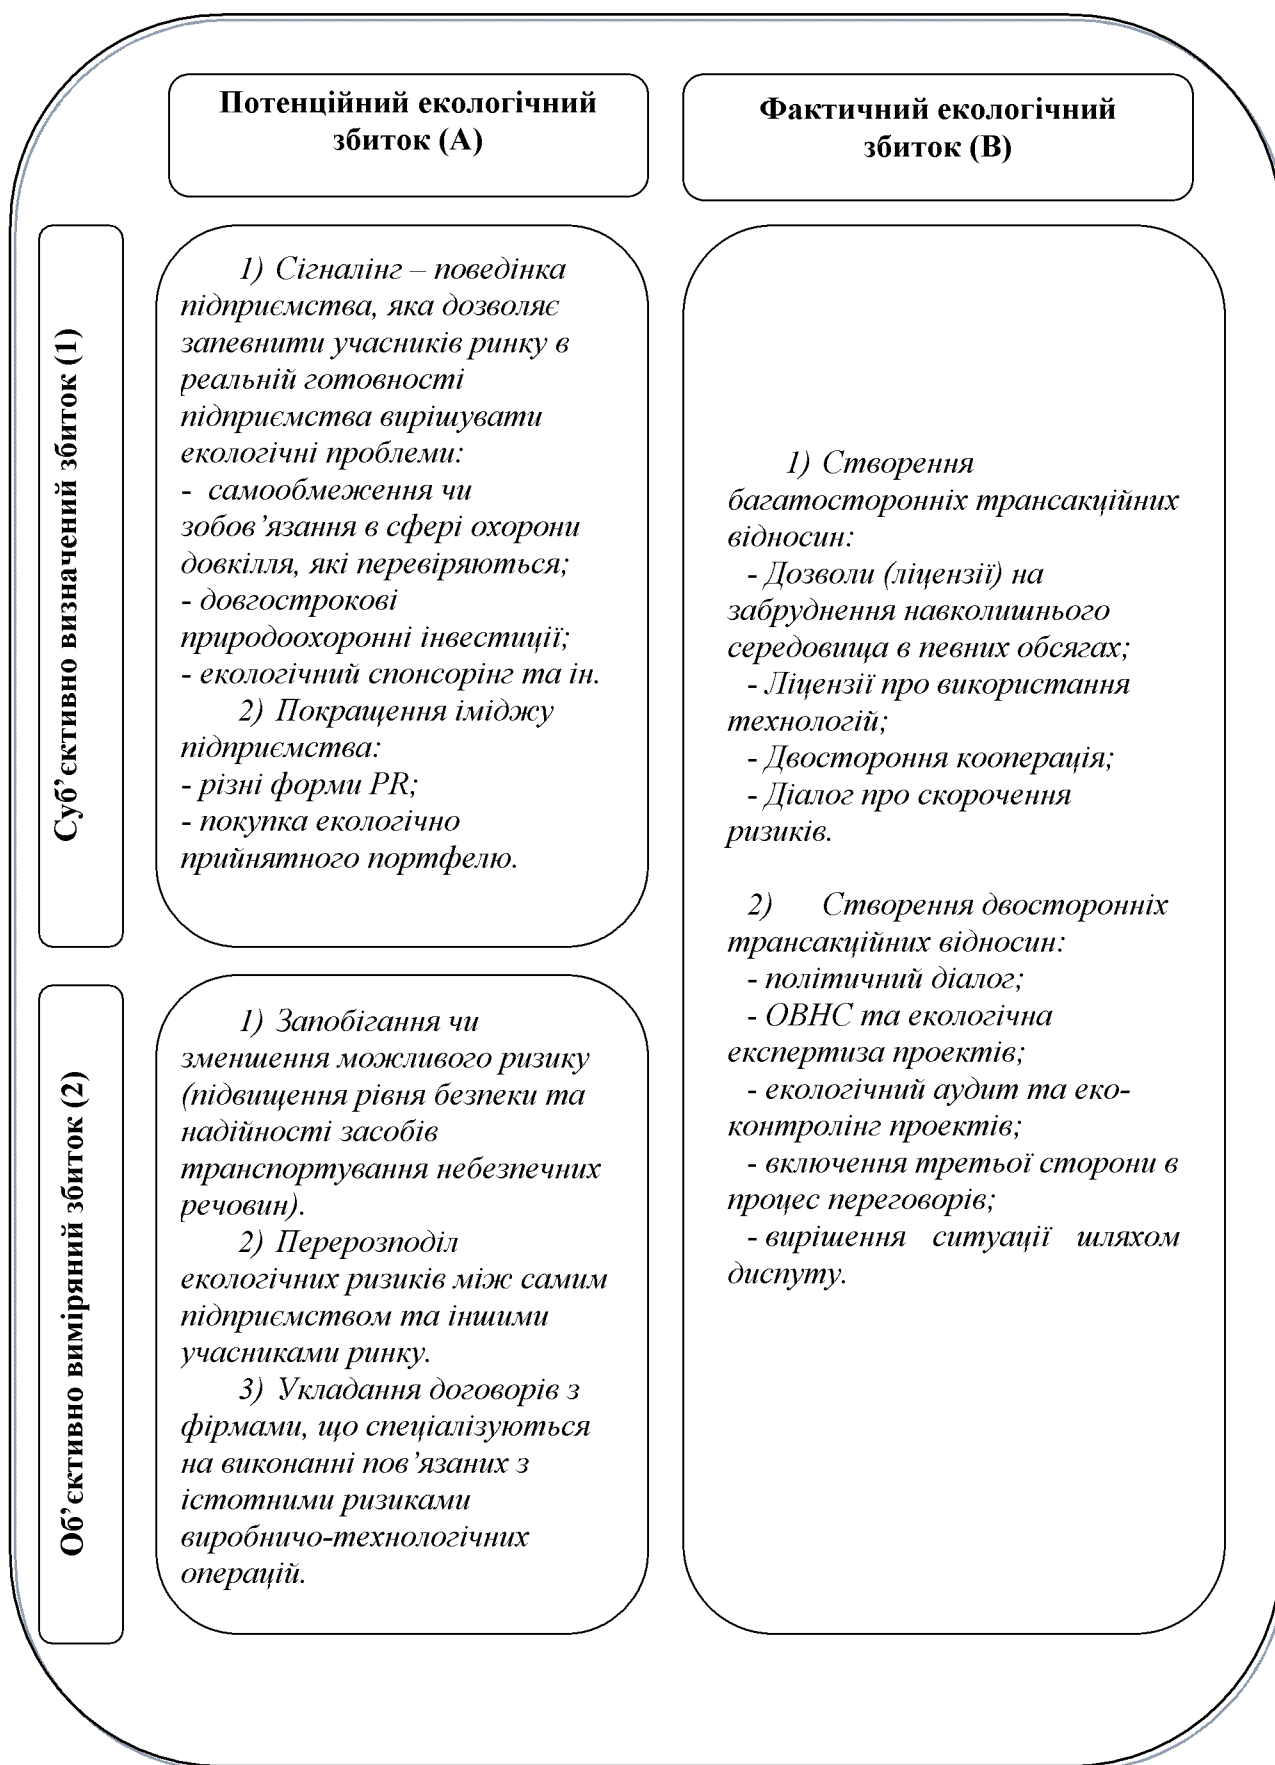 Потенційний екологічний
збиток (А)
Фактичний екологічний
збиток (В)
Суб’єктивно визначений збиток (1)
1) Сігналінг – поведінка
підприємства, яка дозволяє
запевнити учасників ринку в
реальній готовності
підприємства вирішувати
екологічні проблеми:
- самообмеження чи
зобов’язання в сфері охорони
довкілля, які перевіряються;
- довгострокові
природоохоронні інвестиції;
- екологічний спонсорінг та ін.
2) Покращення іміджу
підприємства:
- різні форми PR;
- покупка екологічно
прийнятного портфелю.
Об’єктивно виміряний збиток (2)
1) Запобігання чи
зменшення можливого ризику
(підвищення рівня безпеки та
надійності засобів
транспортування небезпечних
речовин).
2) Перерозподіл
екологічних ризиків між самим
підприємством та іншими
учасниками ринку.
3) Укладання договорів з
фірмами, що спеціалізуються
на виконанні пов’язаних з
істотними ризиками
виробничо-технологічних
операцій.
1) Створення
багатосторонніх трансакційних
відносин:
- Дозволи (ліцензії) на
забруднення навколишнього
середовища в певних обсягах;
- Ліцензії про використання
технологій;
- Двостороння кооперація;
- Діалог про скорочення
ризиків.
2) Створення двосторонніх
трансакційних відносин:
- політичний діалог;
- ОВНС та екологічна
експертиза проектів;
- екологічний аудит та еко-
контролінг проектів;
- включення третьої сторони в
процес переговорів;
- вирішення ситуації шляхом
диспуту.